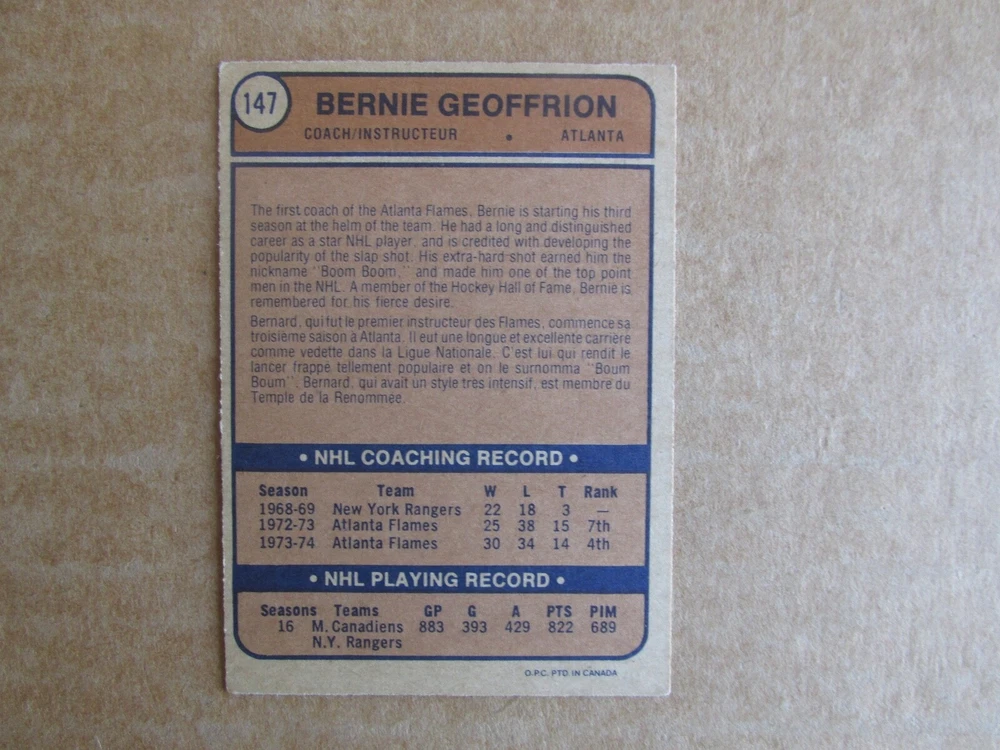 147
BERNIE GEOFFRION
COACH/INSTRUCTEUR • ATLANTA
The first coach of the Atlanta Flames, Bernie is starting his third
season at the helm of the team. He had a long and distinguished
career as a star NHL player, and is credited with developing the
popularity of the slap shot. His extra-hard shot earned him the
nickname "Boom Boom," and made him one of the top point
men in the NHL. A member of the Hockey Hall of Fame, Bernie is
remembered for his fierce desire.
Bernard, qui fut le premier instructeur des Flames, commence sa
troisième saison à Atlanta. Il eut une longue et excellente carrière
comme vedette dans la Ligue Nationale. C'est lui qui rendit le
lancer frappé tellement populaire et on le surnomma "Boum
Boum". Bernard, qui avait un style très intensif, est membre du
Temple de la Renommée.
• NHL COACHING RECORD •
Season Team W L T Rank
1968-69 New York Rangers 22 18 3 —
1972-73 Atlanta Flames 25 38 15 7th
1973-74 Atlanta Flames 30 34 14 4th
• NHL PLAYING RECORD •
Seasons Teams GP G A PTS PIM
16 M. Canadiens 883 393 429 822 689
N.Y. Rangers
O.P.C. PTD. IN CANADA